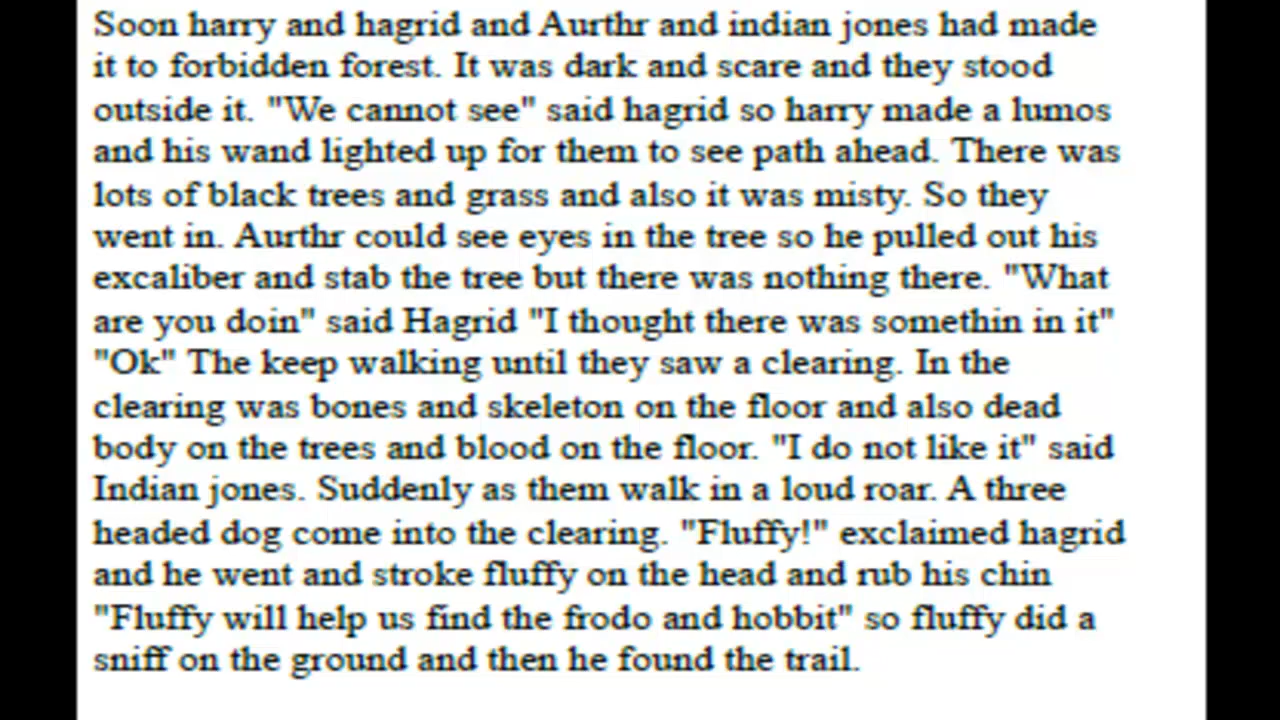 Soon harry and hagrid and Aurthr and indian jones had made
it to forbidden forest. It was dark and scare and they stood
outside it. "We cannot see" said hagrid so harry made a lumos
and his wand lighted up for them to see path ahead. There was
lots of black trees and grass and also it was misty. So they
went in. Aurthr could see eyes in the tree so he pulled out his
excaliber and stab the tree but there was nothing there. "What
are you doin" said Hagrid "I thought there was somethin in it"
"Ok" The keep walking until they saw a clearing. In the
clearing was bones and skeleton on the floor and also dead
body on the trees and blood on the floor. "I do not like it" said
Indian jones. Suddenly as them walk in a loud roar. A three
headed dog come into the clearing. "Fluffy!" exclaimed hagrid
and he went and stroke fluffy on the head and rub his chin
"Fluffy will help us find the frodo and hobbit" so fluffy did a
sniff on the ground and then he found the trail.